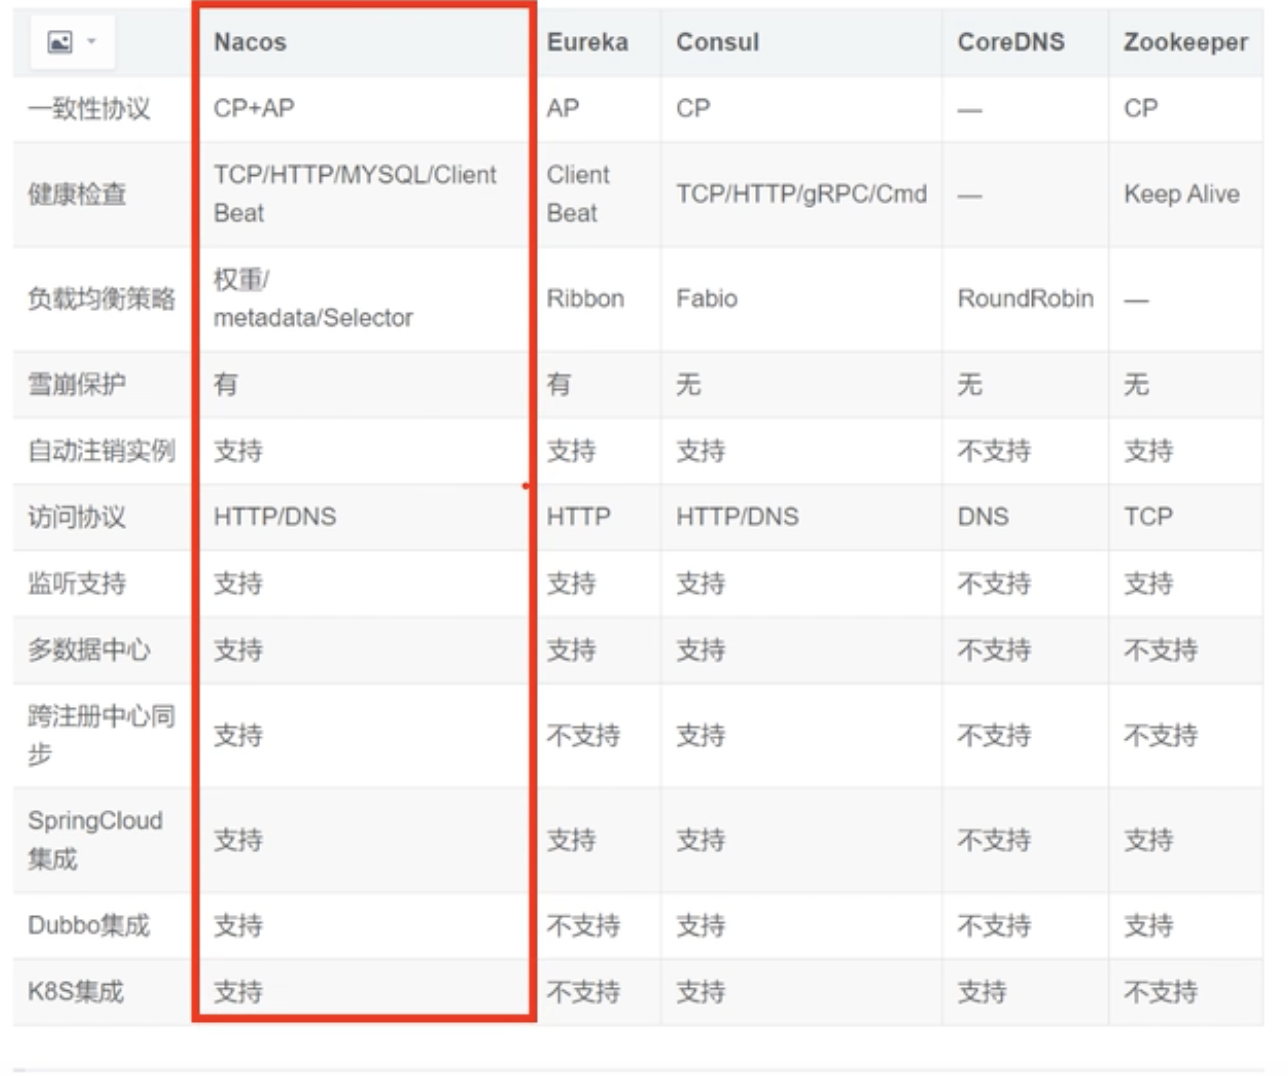 Nacos Eureka Consul CoreDNS Zookeeper
一致性协议 CP+AP AP CP — CP
健康检查 TCP/HTTP/MYSQL/Client Beat Client Beat TCP/HTTP/gRPC/Cmd — Keep Alive
负载均衡策略 权重/ metadata/Selector Ribbon Fabio RoundRobin —
雪崩保护 有 有 无 无 无
自动注销实例 支持 支持 支持 不支持 支持
访问协议 HTTP/DNS HTTP HTTP/DNS DNS TCP
监听支持 支持 支持 支持 不支持 支持
多数据中心 支持 支持 支持 不支持 不支持
跨注册中心同步 支持 不支持 支持 不支持 不支持
SpringCloud集成 支持 支持 支持 不支持 支持
Dubbo集成 支持 不支持 支持 不支持 支持
K8S集成 支持 不支持 支持 支持 不支持